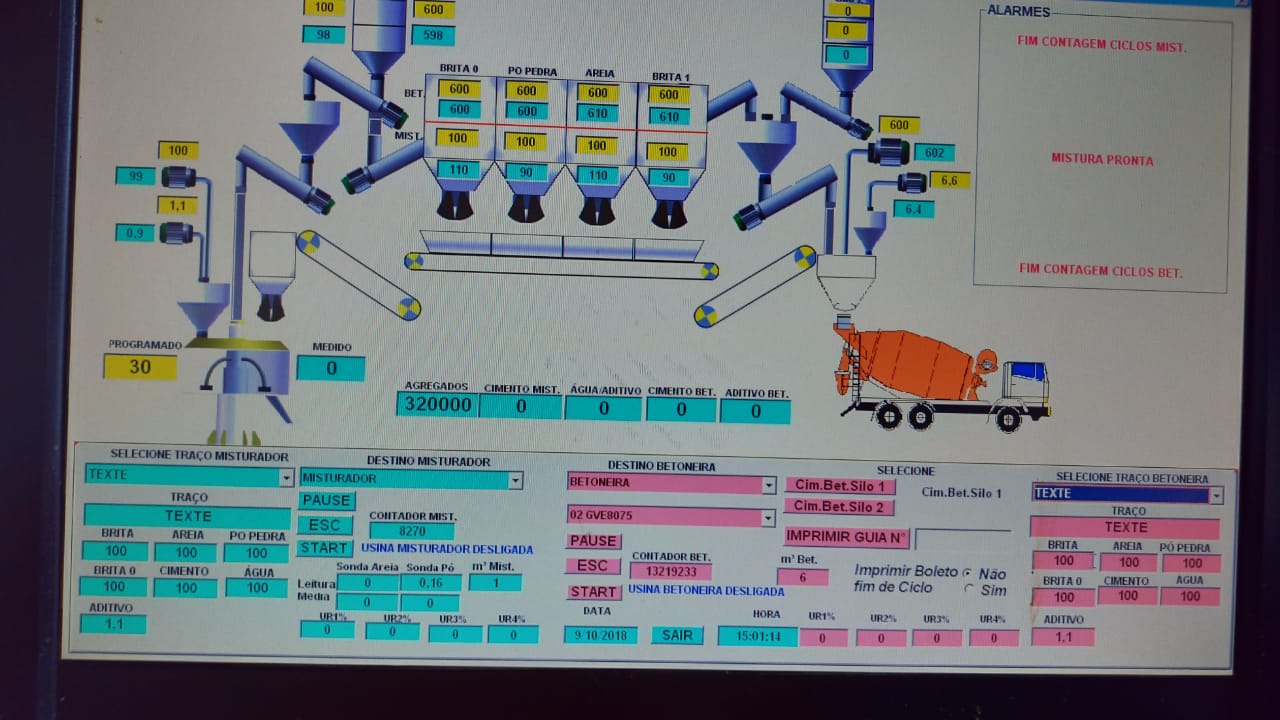 100
600
0
98
598
0
0
ALARMES
FIM CONTAGEM CICLOS MIST.
MISTURA PRONTA
FIM CONTAGEM CICLOS BET.
BRITA 0 PO PEDRA AREIA BRITA 1
BET. 600 600 600 600
600 600 610 610
MIST. 100 100 100 100
110 90 110 90
100
99
1,1
0,9
600
602
6,6
6,4
PROGRAMADO
30
MEDIDO
0
AGREGADOS CIMENTO MIST. ÁGUA/ADITIVO CIMENTO BET. ADITIVO BET.
320000 0 0 0 0
SELECIONE TRAÇO MISTURADOR
TEXTE
TRAÇO
TEXTE
BRITA AREIA PO PEDRA
100 100 100
BRITA 0 CIMENTO ÁGUA
100 100 100
ADITIVO
1,1
DESTINO MISTURADOR
MISTURADOR
PAUSE
ESC
START
CONTADOR MIST.
8270
USINA MISTURADOR DESLIGADA
Sonda Areia Sonda Pó m³ Mist.
Leitura 0 0,16 1
Media 0 0
UR1% UR2% UR3% UR4%
0 0 0 0
DESTINO BETONEIRA
BETONEIRA
02 GVE8075
PAUSE
ESC
START
CONTADOR BET.
13219233
USINA BETONEIRA DESLIGADA
DATA
9/10/2018
SAIR
HORA
15:01:14
SELECIONE
Cim.Bet.Silo 1
Cim.Bet.Silo 2
Cim.Bet.Silo 1
IMPRIMIR GUIA N°
m³ Bet.
6
Imprimir Boleto
fim de Ciclo
Não
Sim
UR1% UR2% UR3% UR4%
0 0 0 0
SELECIONE TRAÇO BETONEIRA
TEXTE
TRAÇO
TEXTE
BRITA AREIA PÓ PEDRA
100 100 100
BRITA 0 CIMENTO AGUA
100 100 100
ADITIVO
1,1